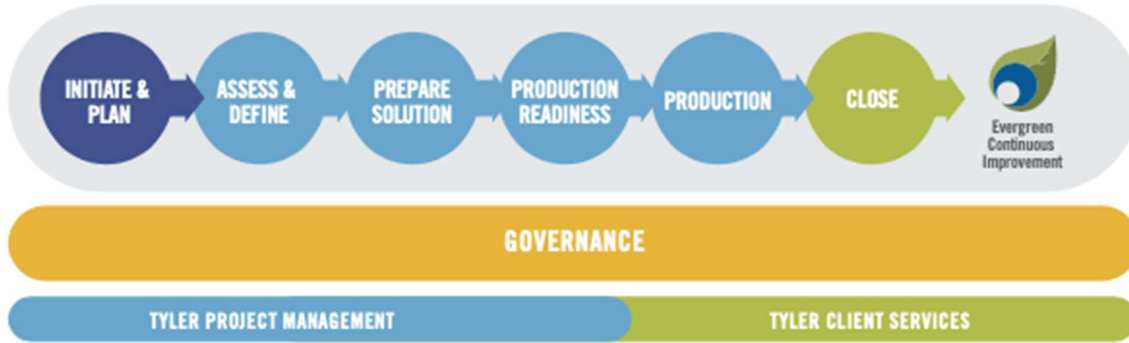 INITIATE &
PLAN
ASSESS &
DEFINE
PREPARE
SOLUTION
PRODUCTION
READINESS
PRODUCTION
CLOSE
Evergreen
Continuous
Improvement
GOVERNANCE
TYLER PROJECT MANAGEMENT
TYLER CLIENT SERVICES